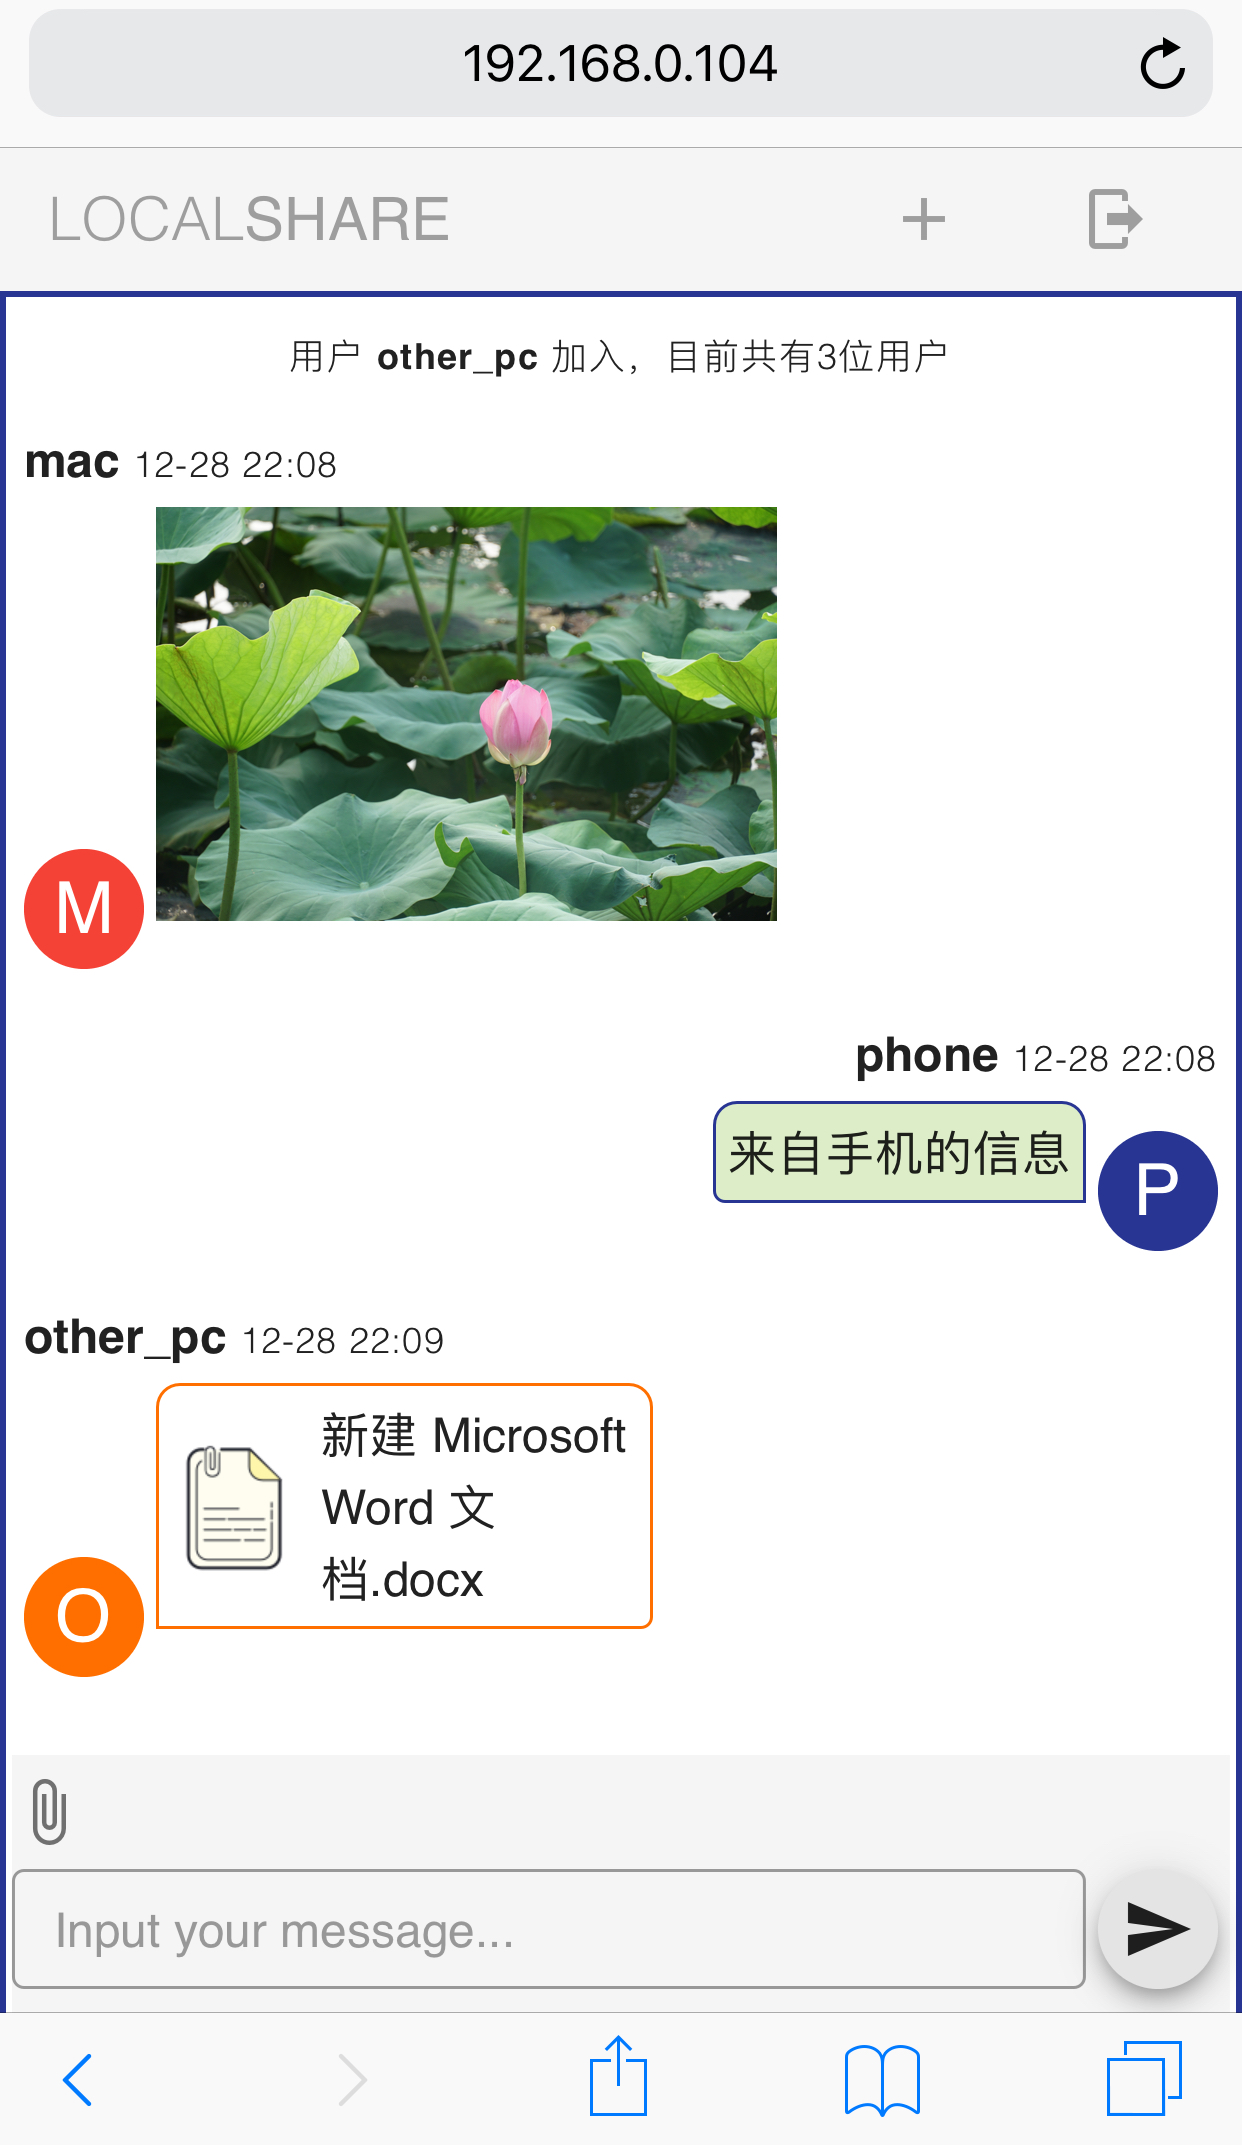 192.168.0.104
LOCALSHARE
用户 other_pc 加入，目前共有3位用户
mac 12-28 22:08
M
phone 12-28 22:08
来自手机的信息
P
other_pc 12-28 22:09
新建 Microsoft
Word 文
档.docx
O
Input your message...